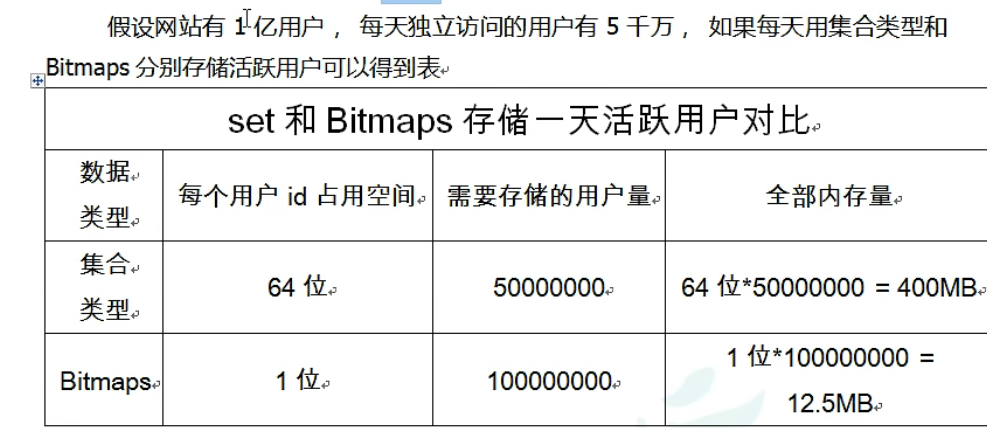 假设网站有 1 亿用户， 每天独立访问的用户有 5 千万， 如果每天用集合类型和
Bitmaps 分别存储活跃用户可以得到表
set 和 Bitmaps 存储一天活跃用户对比
数据
类型
每个用户 id 占用空间
需要存储的用户量
全部内存量
集合
类型
64 位
50000000
64 位*50000000 = 400MB
Bitmaps
1 位
100000000
1 位*100000000 =
12.5MB